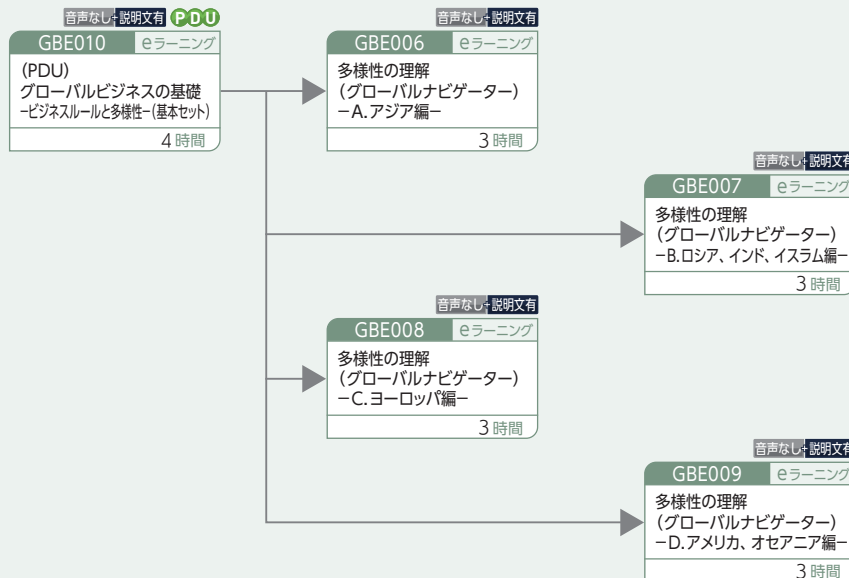 音声なし+説明文有 PDU
GBE010 eラーニング
(PDU)
グローバルビジネスの基礎
−ビジネスルールと多様性−(基本セット)
4時間
音声なし+説明文有
GBE006 eラーニング
多様性の理解
(グローバルナビゲーター)
−A.アジア編−
3時間
音声なし+説明文有
GBE007 eラーニング
多様性の理解
(グローバルナビゲーター)
−B.ロシア、インド、イスラム編−
3時間
音声なし+説明文有
GBE008 eラーニング
多様性の理解
(グローバルナビゲーター)
−C.ヨーロッパ編−
3時間
音声なし+説明文有
GBE009 eラーニング
多様性の理解
(グローバルナビゲーター)
−D.アメリカ、オセアニア編−
3時間